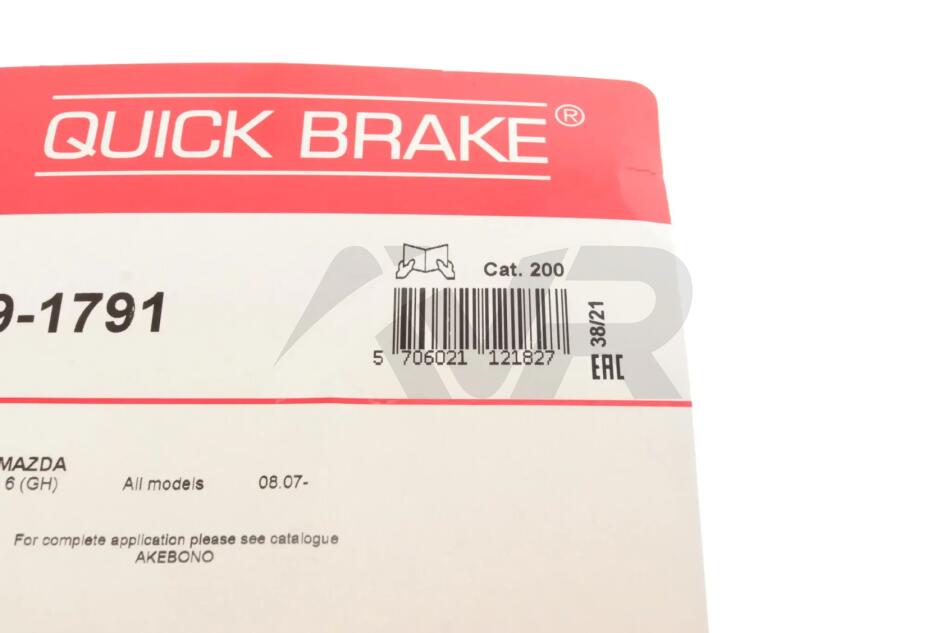 QUICK BRAKE®
Cat. 200
9-1791
38/21
5 706021 121827
EAC
MAZDA
6 (GH) All models 08.07-
For complete application please see catalogue
AKEBONO